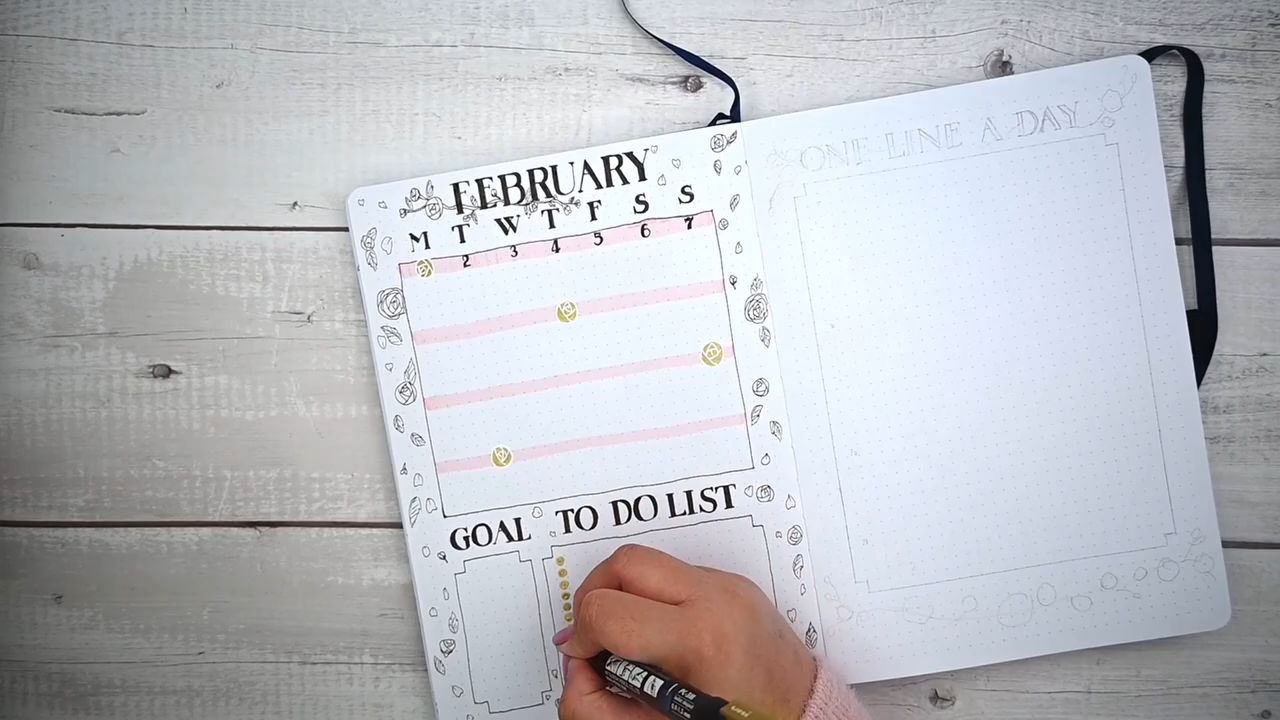 FEBRUARY
M T W T F S S
2 3 4 5 6 7
GOAL TO DO LIST
ONE LINE A DAY